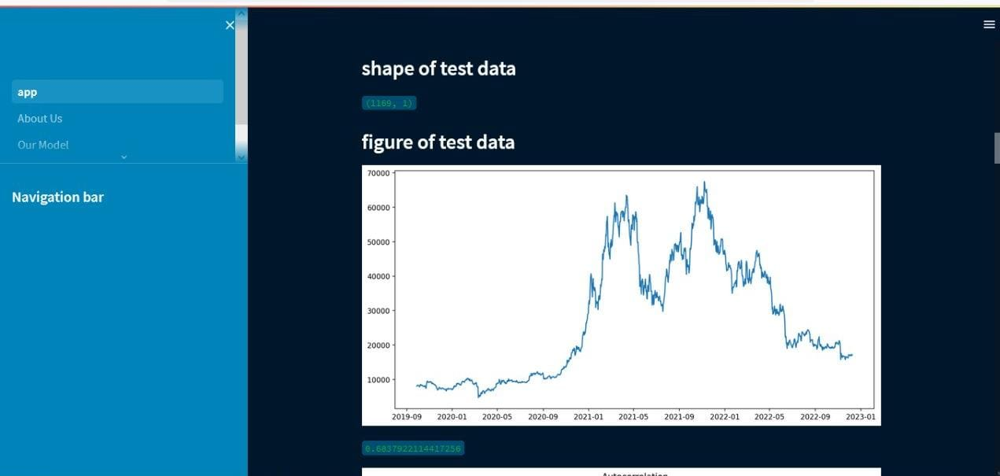 app
About Us
Our Model
Navigation bar
shape of test data
(1169, 1)
figure of test data
70000
60000
50000
40000
30000
20000
10000
2019-09 2020-01 2020-05 2020-09 2021-01 2021-05 2021-09 2022-01 2022-05 2022-09 2023-01
0.6837922114417256
Autocorrelation